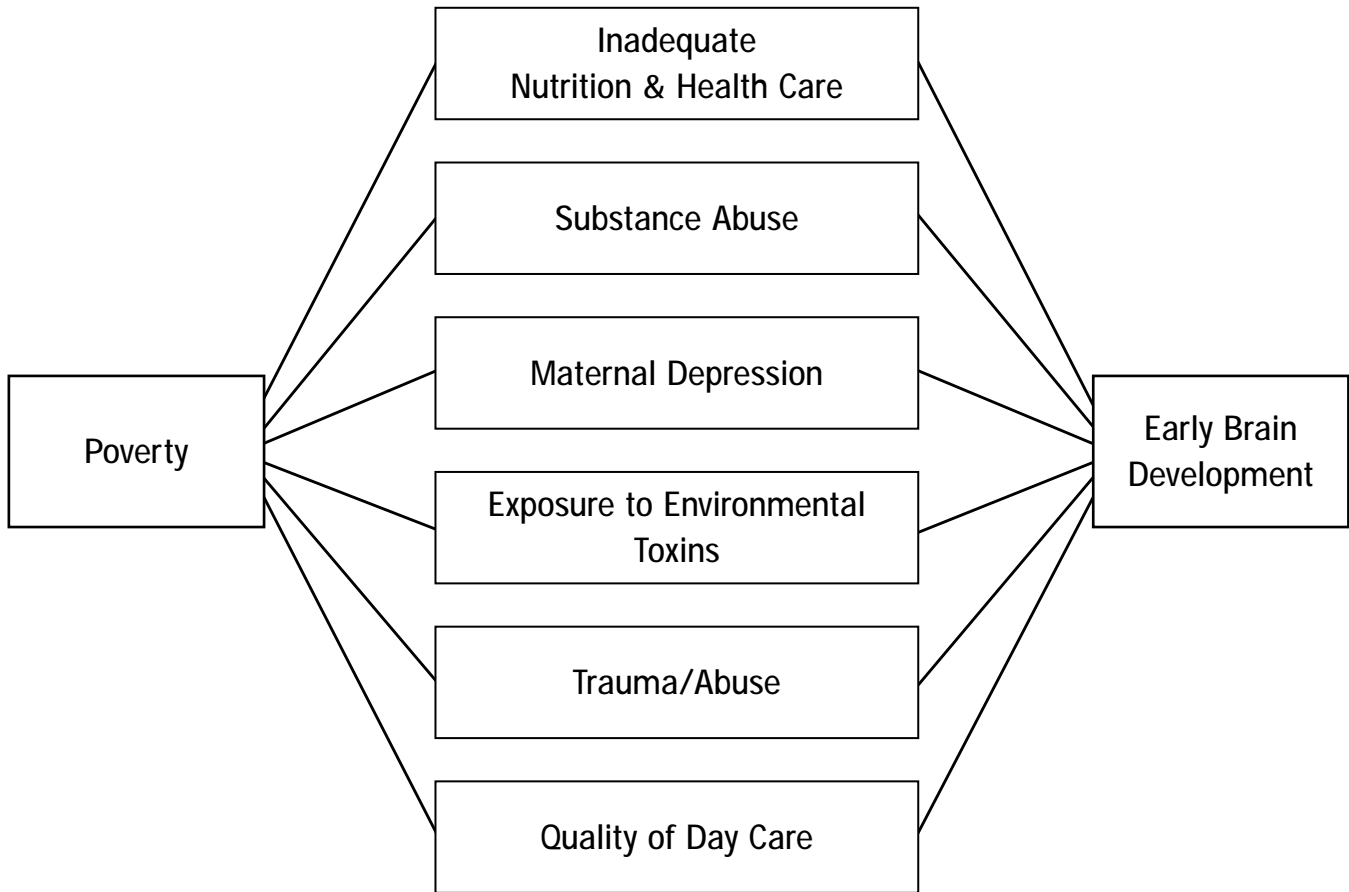 Inadequate
Nutrition & Health Care
Substance Abuse
Maternal Depression
Poverty
Early Brain
Development
Exposure to Environmental
Toxins
Trauma/Abuse
Quality of Day Care